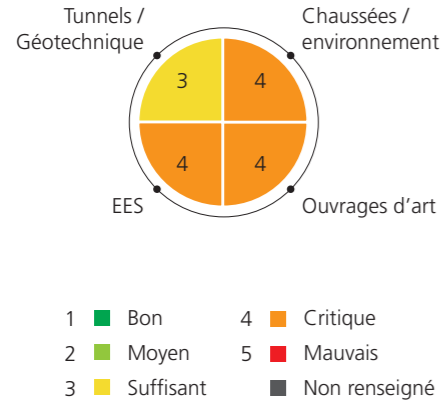 Tunnels /
Géotechnique
Chaussées /
environnement
3
4
4
4
EES
Ouvrages d’art
1 Bon
4 Critique
2 Moyen
5 Mauvais
3 Suffisant
Non renseigné